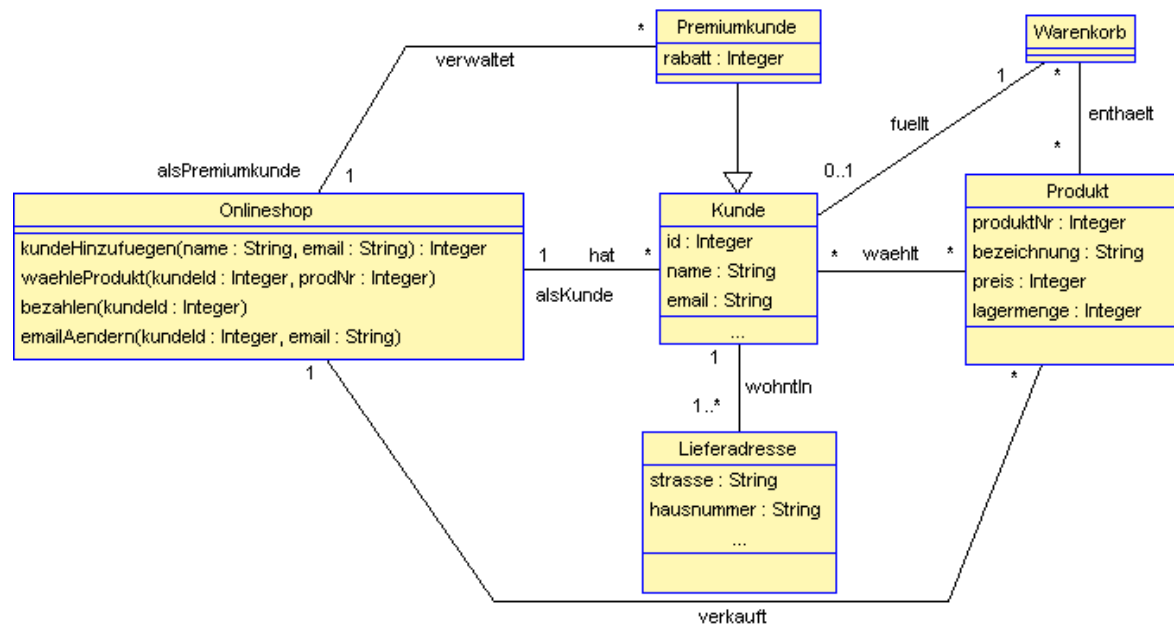 * Premiumkunde
rabatt : Integer
verwaltet
alsPremiumkunde
1
Warenkorb
1
*
fuellt
enthaelt
0..1
*
Onlineshop
kundeHinzufuegen(name : String, email : String) : Integer
waehleProdukt(kundeId : Integer, prodNr : Integer)
bezahlen(kundeId : Integer)
emailAendern(kundeId : Integer, email : String)
1 hat *
alsKunde
Kunde
id : Integer
name : String
email : String
...
* waehlt *
Produkt
produktNr : Integer
bezeichnung : String
preis : Integer
lagermenge : Integer
1
wohntIn
1..*
Lieferadresse
strasse : String
hausnummer : String
...
1
*
verkauft